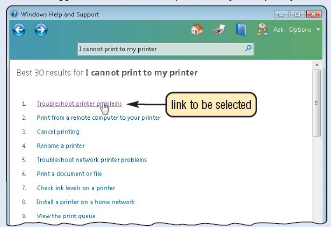 Windows Help and Support
Ask Options
I cannot print to my printer
Best 30 results for I cannot print to my printer
1. Troubleshoot printer problems
link to be selected
2. Print from a remote computer to your printer
3. Cancel printing
4. Rename a printer
5. Troubleshoot network printer problems
6. Print a document or file
7. Check ink levels on a printer
8. Install a printer on a home network
9. View the print queue